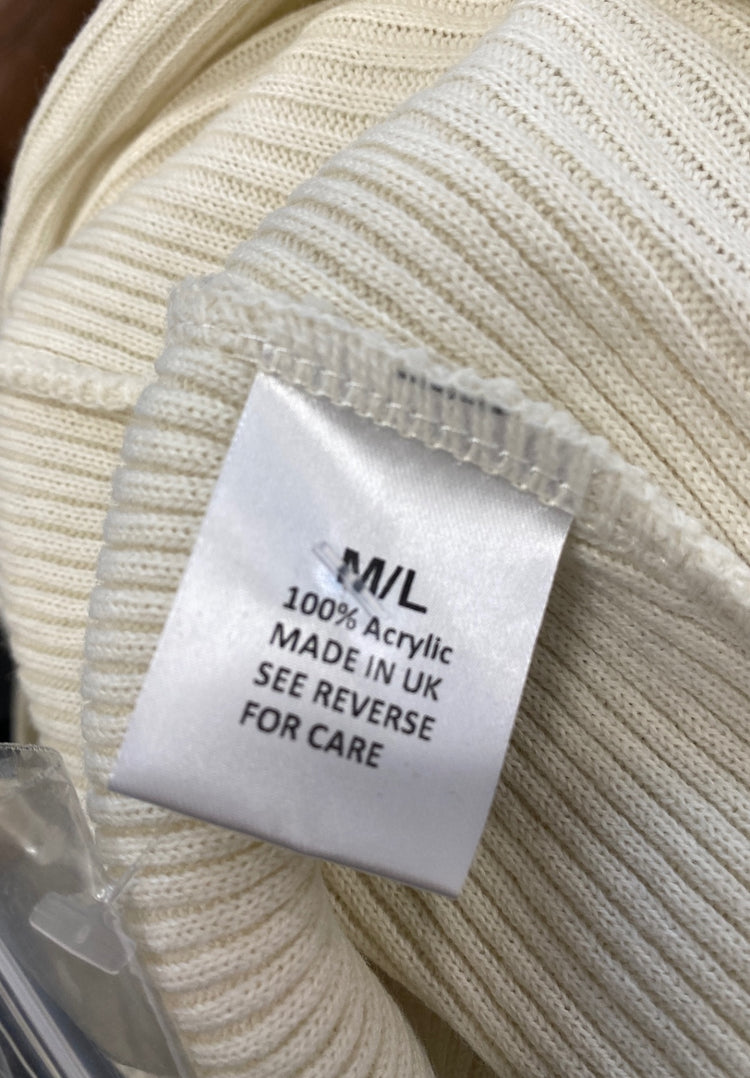 M/L
100% Acrylic
MADE IN UK
SEE REVERSE
FOR CARE